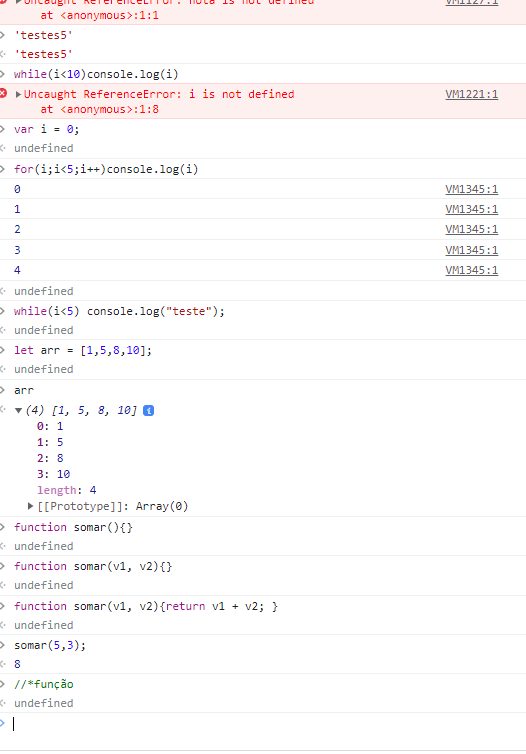 Uncaught ReferenceError: nota is not defined VM1127:1
at <anonymous>:1:1
'testes5'
'testes5'
while(i<10)console.log(i)
Uncaught ReferenceError: i is not defined VM1221:1
at <anonymous>:1:8
var i = 0;
undefined
for(i;i<5;i++)console.log(i)
0 VM1345:1
1 VM1345:1
2 VM1345:1
3 VM1345:1
4 VM1345:1
undefined
while(i<5) console.log("teste");
undefined
let arr = [1,5,8,10];
undefined
arr
(4) [1, 5, 8, 10] i
0: 1
1: 5
2: 8
3: 10
length: 4
[[Prototype]]: Array(0)
function somar(){}
undefined
function somar(v1, v2){}
undefined
function somar(v1, v2){return v1 + v2; }
undefined
somar(5,3);
8
//*função
undefined